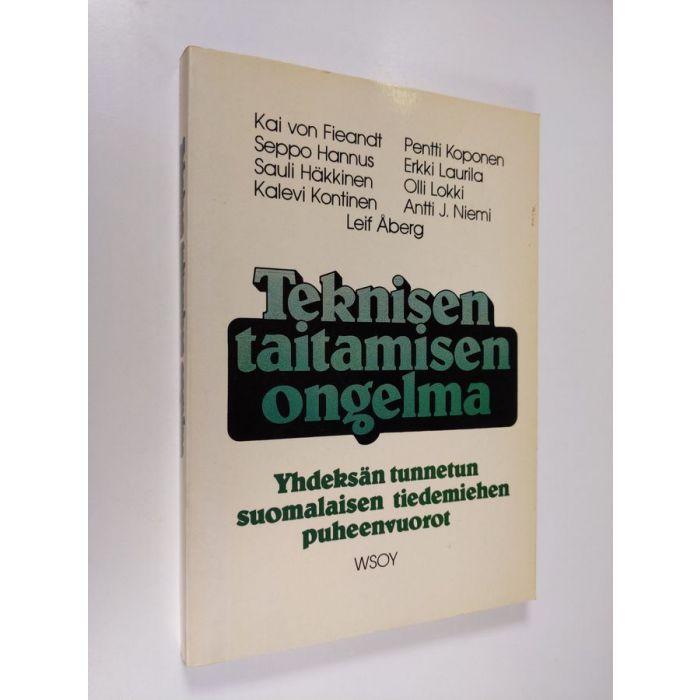 Kai von Fieandt
Seppo Hannus
Sauli Häkkinen
Kalevi Kontinen
Pentti Koponen
Erkki Laurila
Olli Lokki
Antti J. Niemi
Leif Åberg
Teknisen
taitamisen
ongelma
Yhdeksän tunnetun
suomalaisen tiedemiehen
puheenvuorot
WSOY